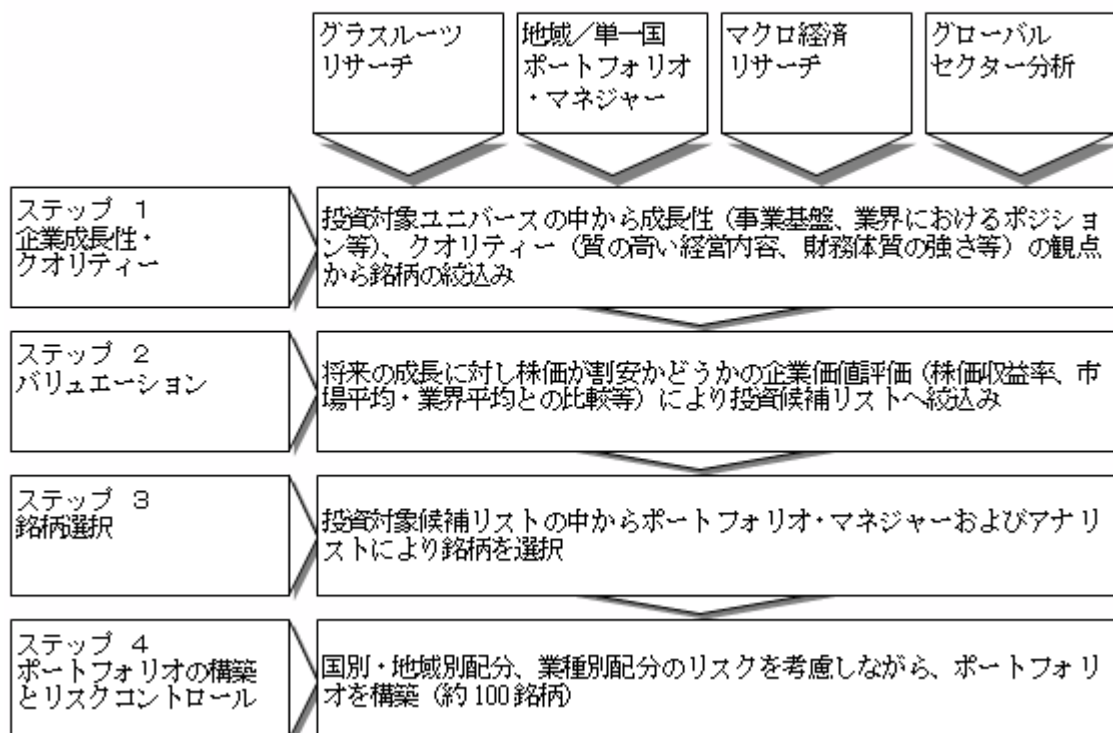 グラスルーツ
リサーチ
地域／単一国
ポートフォリオ
・マネジャー
マクロ経済
リサーチ
グローバル
セクター分析
ステップ １
企業成長性・
クオリティー
投資対象ユニバースの中から成長性（事業基盤、業界におけるポジショ
ン等）、クオリティー（質の高い経営内容、財務体質の強さ等）の観点
から銘柄の絞込み
ステップ ２
バリュエーション
将来の成長に対し株価が割安かどうかの企業価値評価（株価収益率、市
場平均・業界平均との比較等）により投資候補リストへ絞込み
ステップ ３
銘柄選択
投資対象候補リストの中からポートフォリオ・マネジャーおよびアナリ
ストにより銘柄を選択
ステップ ４
ポートフォリオの構築
とリスクコントロール
国別・地域別配分、業種別配分のリスクを考慮しながら、ポートフォリ
オを構築（約100銘柄）